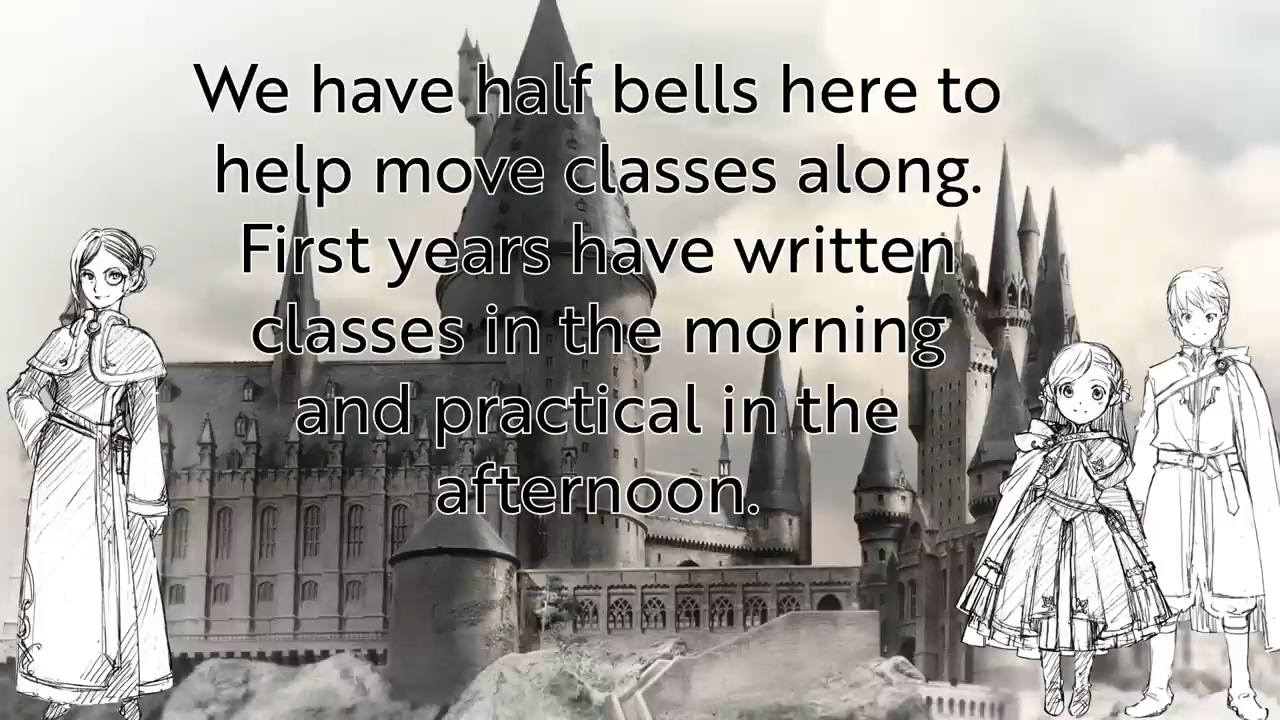 We have half bells here to
help move classes along.
First years have written
classes in the morning
and practical in the
afternoon.